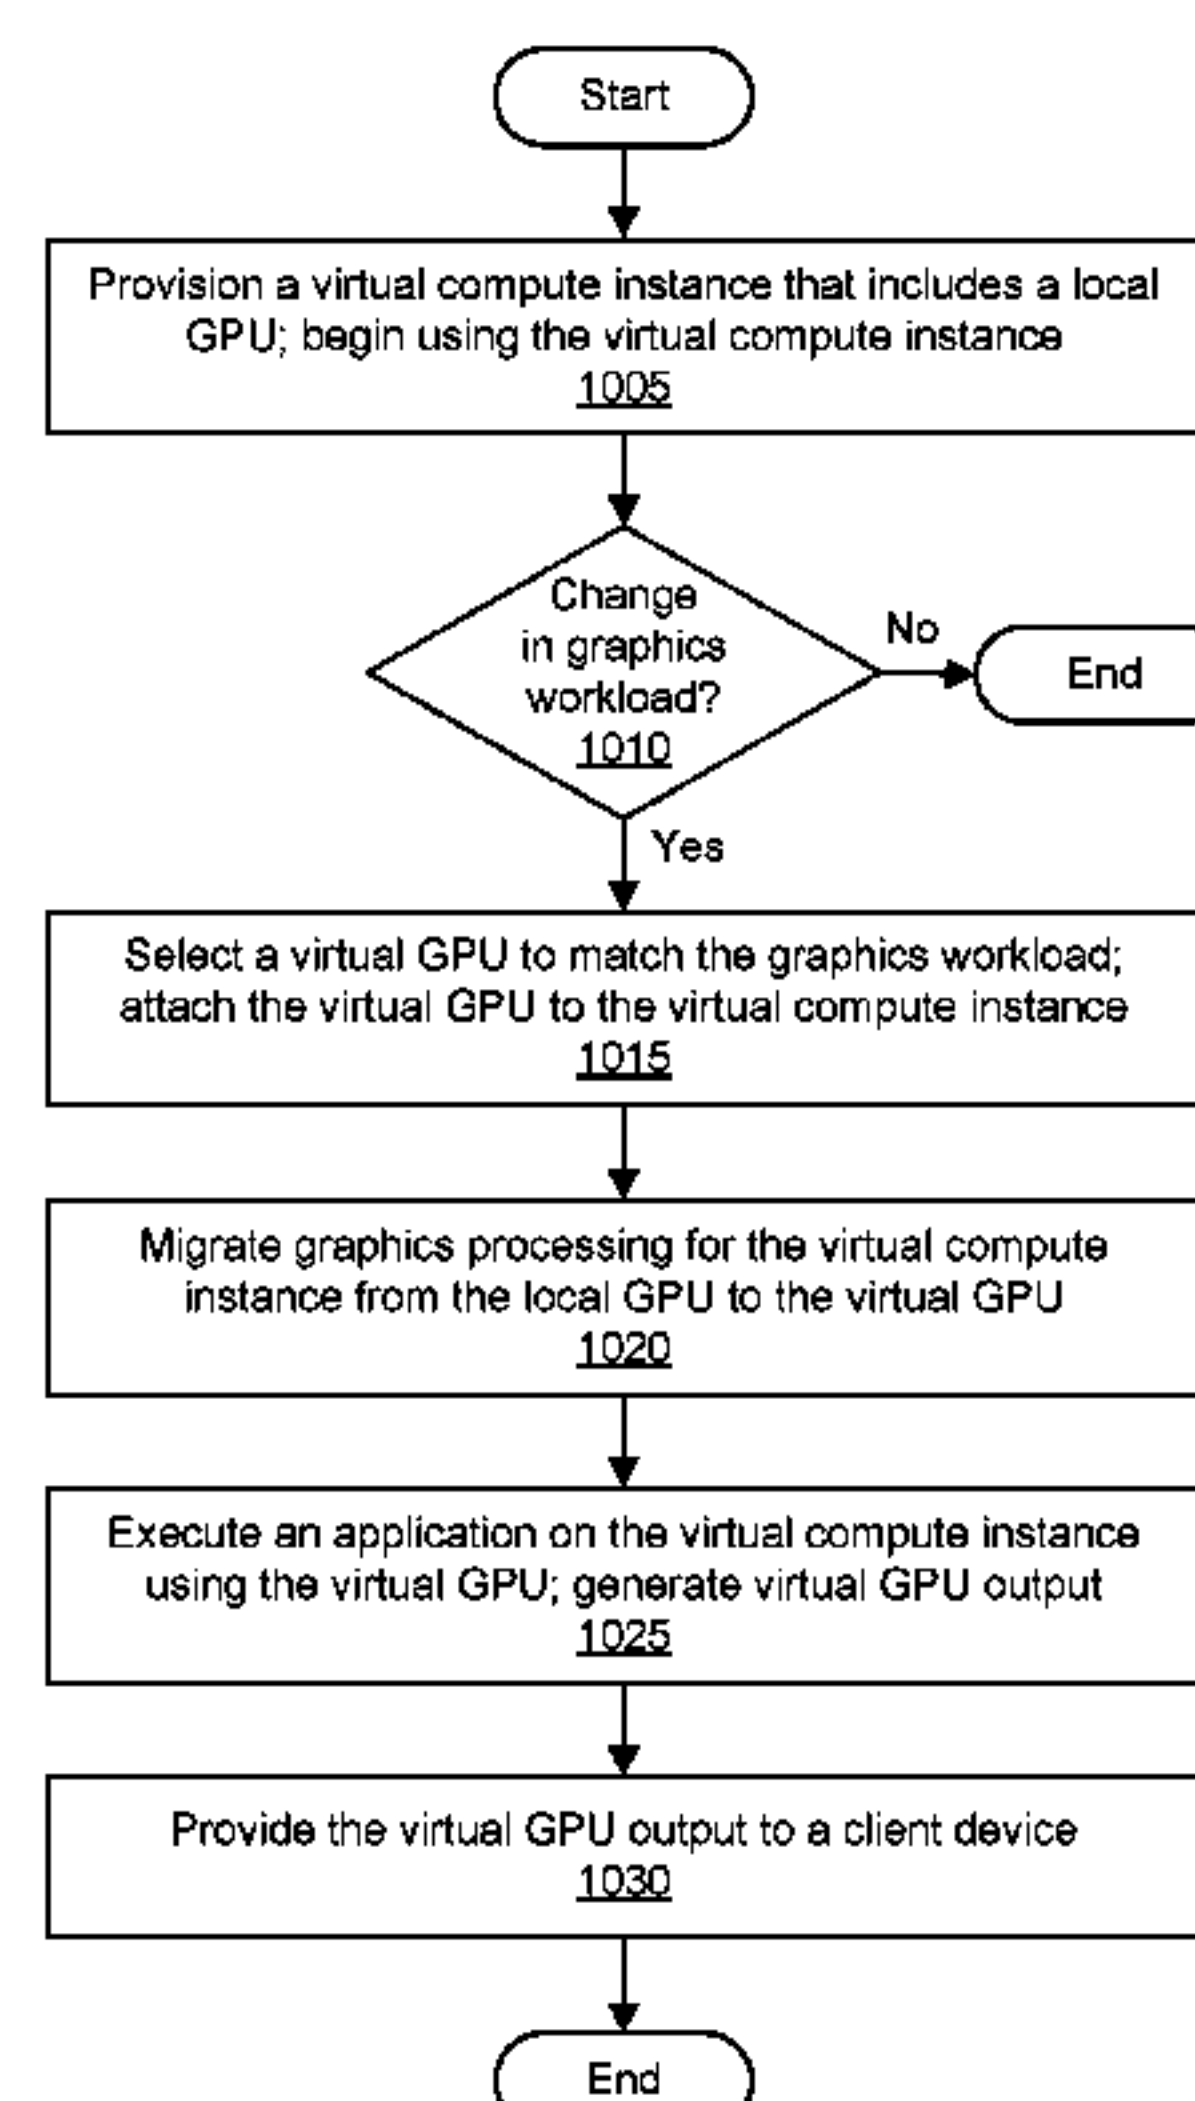 Start
Provision a virtual compute instance that includes a local
GPU; begin using the virtual compute instance
1005
Change
in graphics
workload?
1010
No
End
Yes
Select a virtual GPU to match the graphics workload;
attach the virtual GPU to the virtual compute instance
1015
Migrate graphics processing for the virtual compute
instance from the local GPU to the virtual GPU
1020
Execute an application on the virtual compute instance
using the virtual GPU; generate virtual GPU output
1025
Provide the virtual GPU output to a client device
1030
End